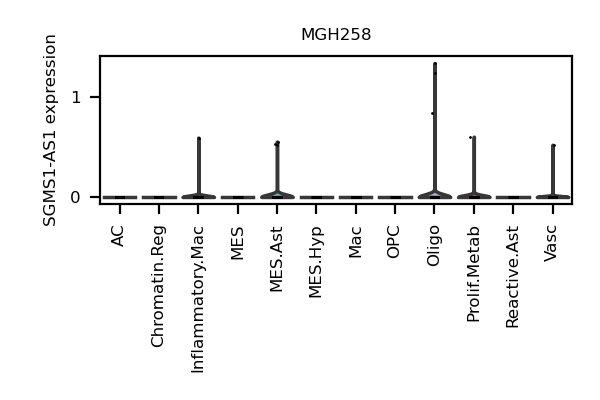 MGH258
SGMS1-AS1 expression
1
0
AC
Chromatin.Reg
Inflammatory.Mac
MES
MES.Ast
MES.Hyp
Mac
OPC
Oligo
Prolif.Metab
Reactive.Ast
Vasc